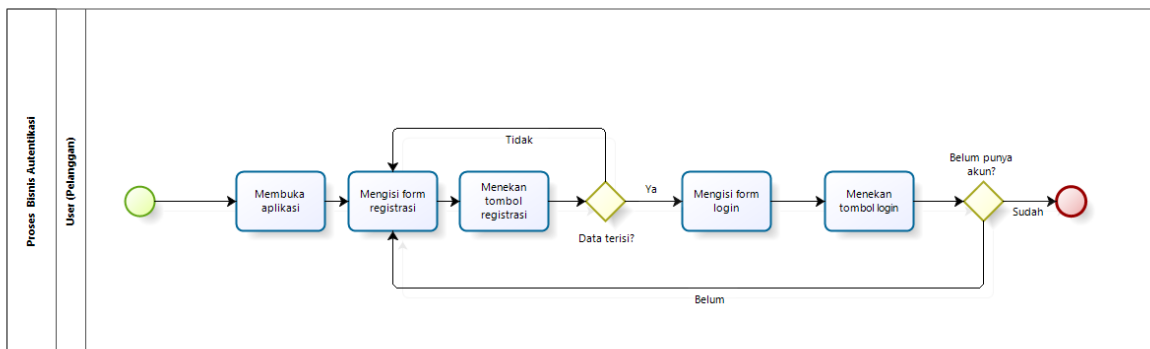 Proses Bisnis Autentikasi
User (Pelanggan)
Tidak
Belum punya
akun?
Membuka
aplikasi
Mengisi form
registrasi
Menekan
tombol
registrasi
Ya
Mengisi form
login
Menekan
tombol login
Sudah
Data terisi?
Belum